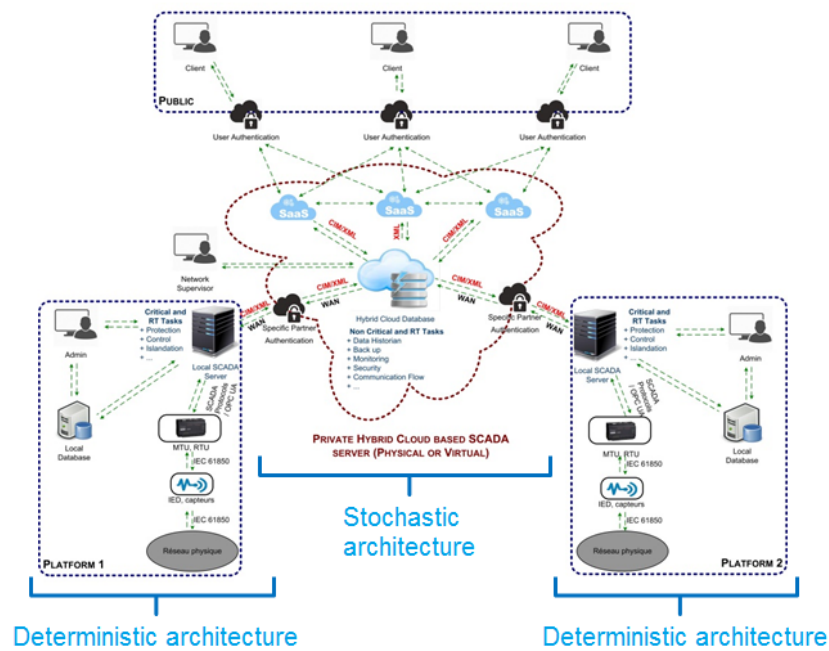 Client
Client
Client
PUBLIC
User Authentication
User Authentication
User Authentication
SaaS
SaaS
SaaS
CIM/XML
XML
CIM/XML
Network
Supervisor
CIM/XML
WAN
CIM/XML
WAN
Hybrid Cloud Database
Non Critical and RT Tasks
+ Data Historian
+ Back up
+ Monitoring
+ Security
+ Communication Flow
+ ...
CIM/XML
WAN
Specific Partner
Authentication
CIM/XML
WAN
Specific Partner
Authentication
PRIVATE HYBRID CLOUD BASED SCADA
SERVER (PHYSICAL OR VIRTUAL)
Critical and
RT Tasks
+ Protection
+ Control
+ Islandation
+ ...
Admin
Local SCADA
Server
SCADA
Protocols
/ OPC UA
Local
Database
MTU, RTU
IEC 61850
IED, capteurs
IEC 61850
Réseau physique
PLATFORM 1
Critical and
RT Tasks
+ Protection
+ Control
+ Islandation
+ ...
Admin
Local SCADA
Server
SCADA
Protocols
/ OPC UA
Local
Database
MTU, RTU
IEC 61850
IED, capteurs
IEC 61850
Réseau physique
PLATFORM 2
Stochastic
architecture
Deterministic architecture
Deterministic architecture